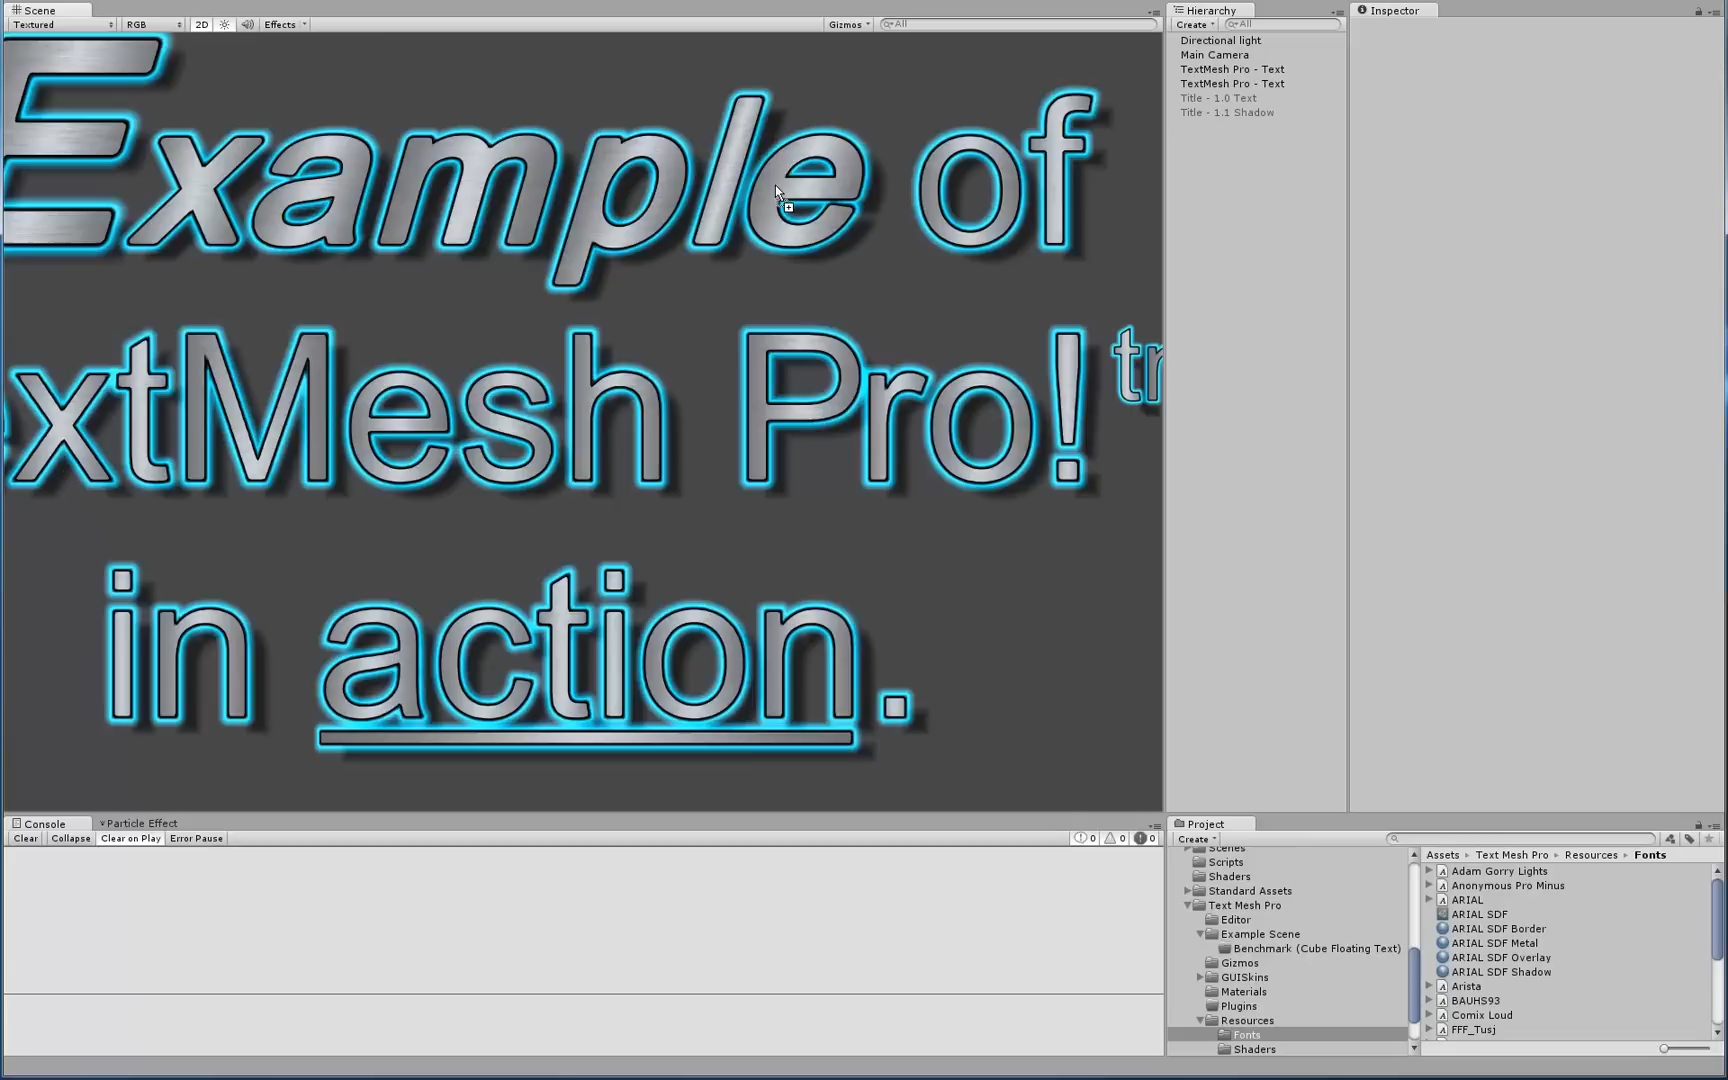 Scene
Textured RGB 2D Effects Gizmos All
Example of
extMesh Pro! tr
in action.
Hierarchy
Create All
Directional light
Main Camera
TextMesh Pro - Text
TextMesh Pro - Text
Title - 1.0 Text
Title - 1.1 Shadow
Inspector
Console Particle Effect
Clear Collapse Clear on Play Error Pause 0 0 0
Project
Create
Scenes
Scripts
Shaders
Standard Assets
Text Mesh Pro
Editor
Example Scene
Benchmark (Cube Floating Text)
Gizmos
GUISkins
Materials
Plugins
Resources
Fonts
Shaders
Assets Text Mesh Pro Resources Fonts
Adam Gorry Lights
Anonymous Pro Minus
ARIAL
ARIAL SDF
ARIAL SDF Border
ARIAL SDF Metal
ARIAL SDF Overlay
ARIAL SDF Shadow
Arista
BAUHS93
Comix Loud
FFF_Tusj